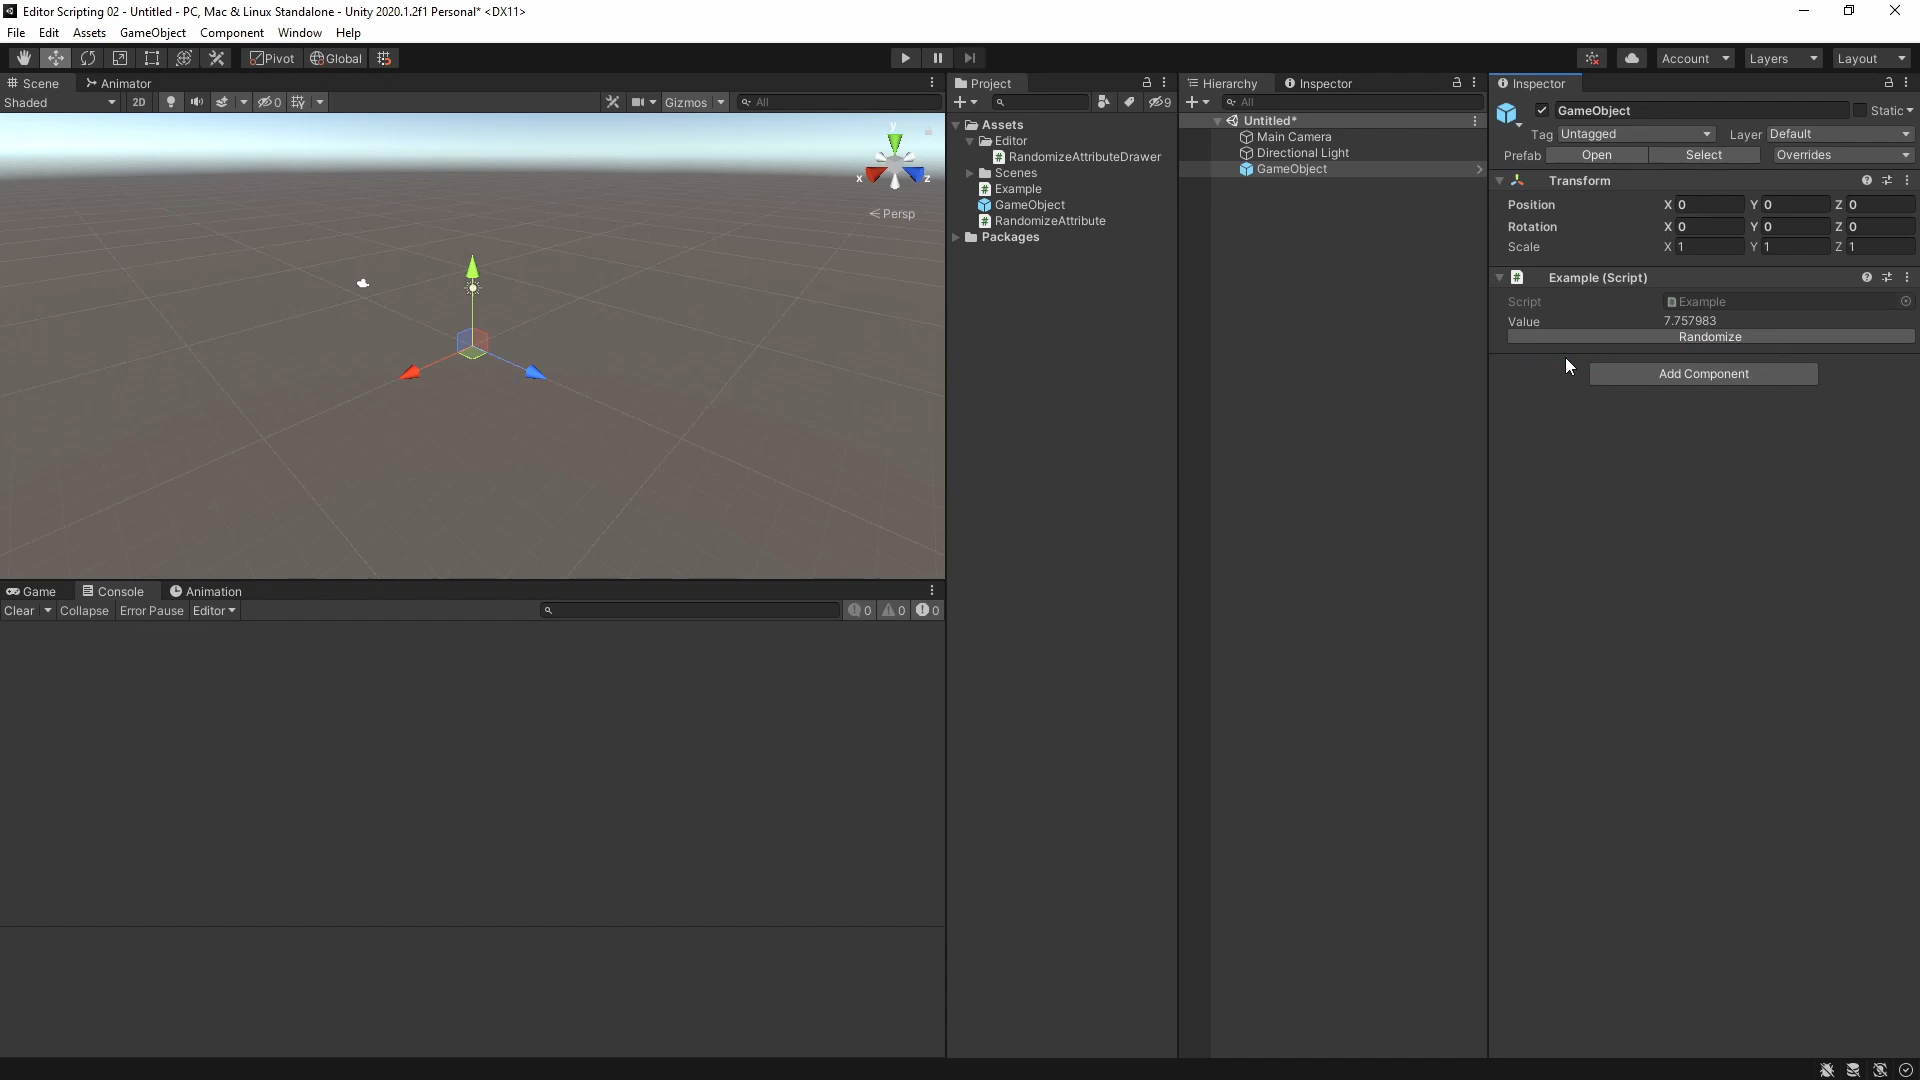 Editor Scripting 02 - Untitled - PC, Mac & Linux Standalone - Unity 2020.1.2f1 Personal* <DX11>
File Edit Assets GameObject Component Window Help
Pivot Global Account Layers Layout
Scene Animator
Shaded 2D 0 Gizmos All
y
x
z
Persp
Game Console Animation
Clear Collapse Error Pause Editor 0 0 0
Project
9
Assets
Editor
RandomizeAttributeDrawer
Scenes
Example
GameObject
RandomizeAttribute
Packages
Hierarchy Inspector
All
Untitled*
Main Camera
Directional Light
GameObject
Inspector
GameObject Static
Tag Untagged Layer Default
Prefab Open Select Overrides
Transform
Position X 0 Y 0 Z 0
Rotation X 0 Y 0 Z 0
Scale X 1 Y 1 Z 1
Example (Script)
Script Example
Value 7.757983
Randomize
Add Component